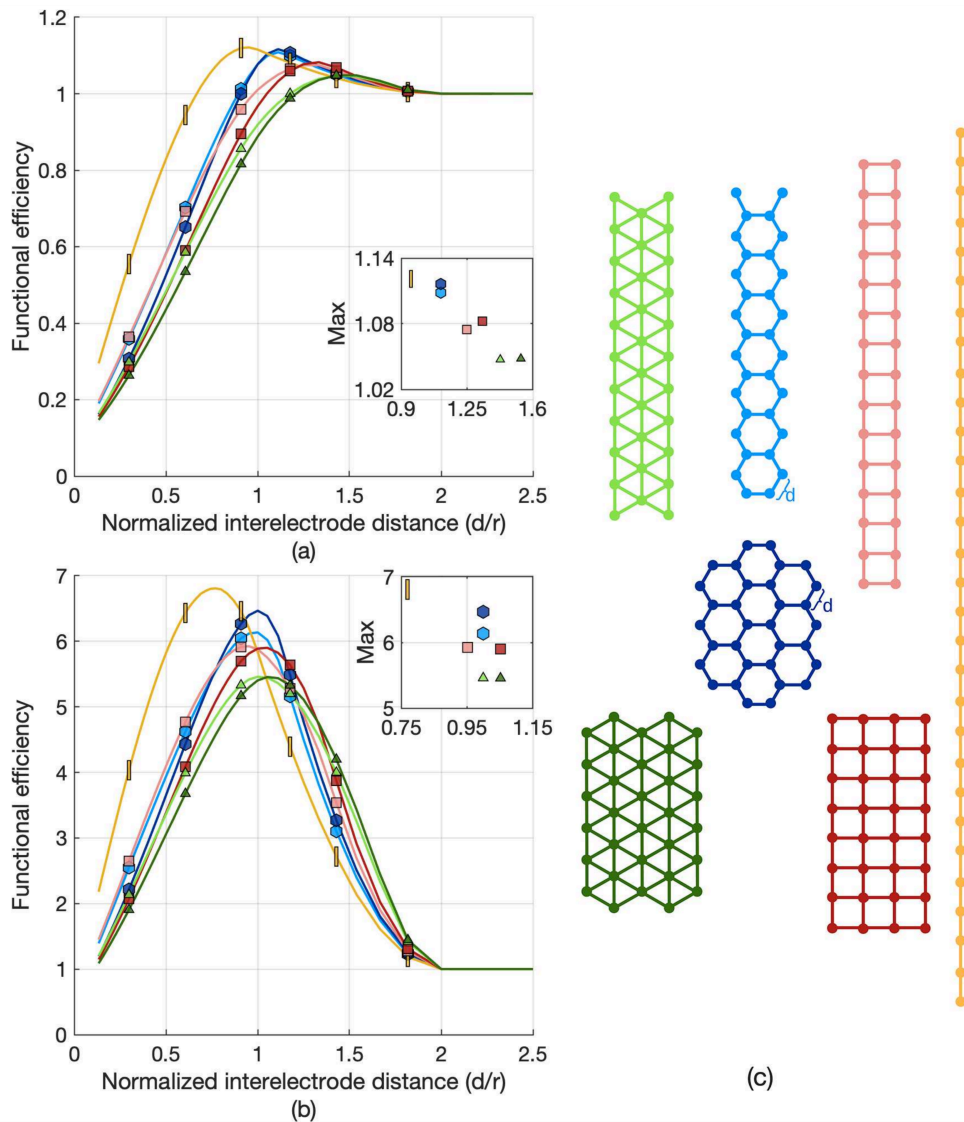 1.2
1
0.8
0.6
0.4
0.2
0
Functional efficiency
1.14
1.08
1.02
Max
0.9 1.25 1.6
0 0.5 1 1.5 2 2.5
Normalized interelectrode distance (d/r)
(a)
7
6
5
4
3
2
1
0
Functional efficiency
7
6
5
Max
0.75 0.95 1.15
0 0.5 1 1.5 2 2.5
Normalized interelectrode distance (d/r)
(b)
d
d
(c)